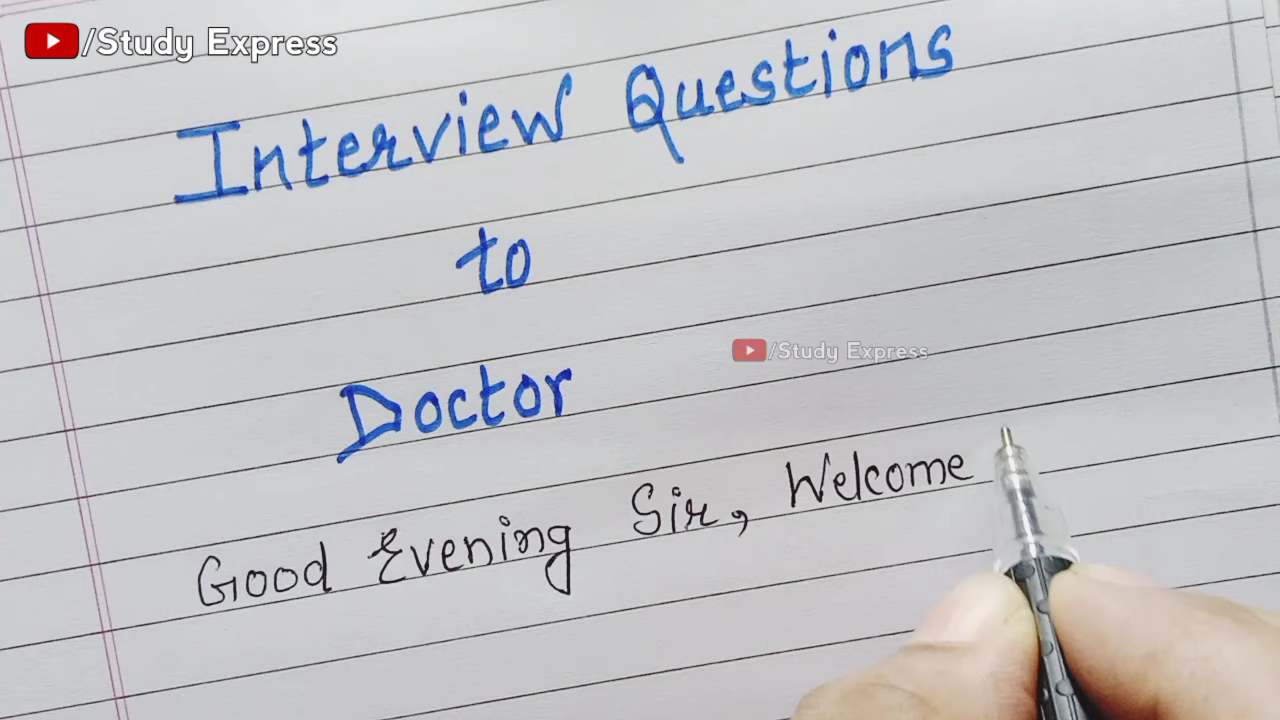 /Study Express
Interview Questions
to
/Study Express
Doctor
Good Evening Sir, Welcome